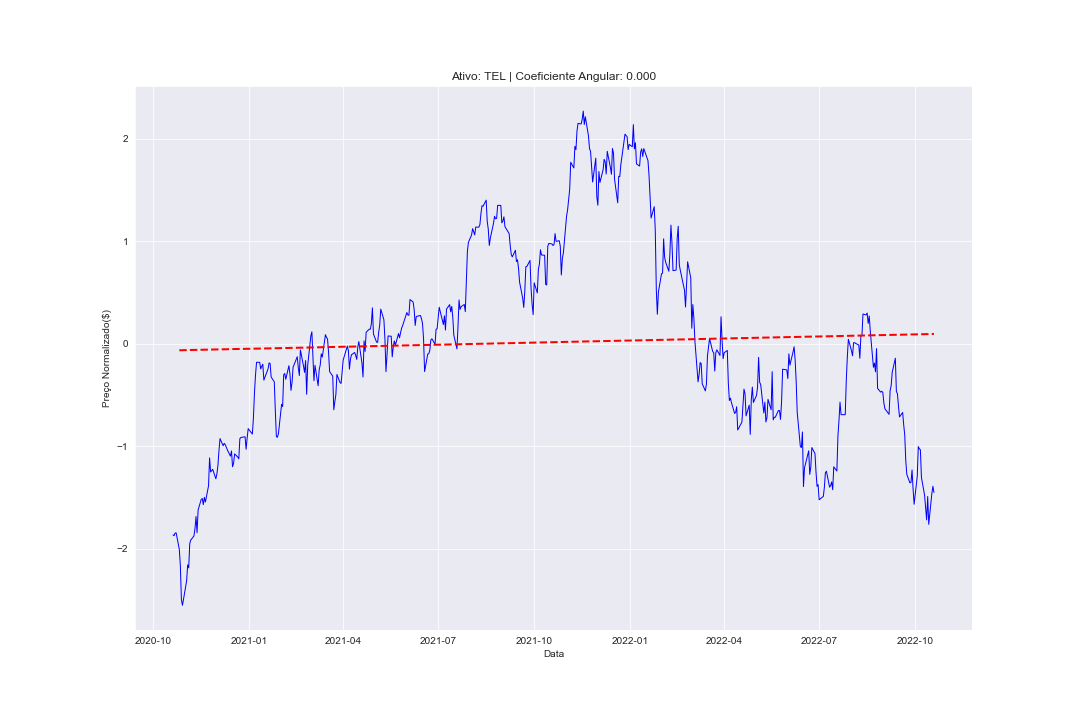 Ativo: TEL | Coeficiente Angular: 0.000
Preço Normalizado($)
2
1
0
−1
−2
2020-10 2021-01 2021-04 2021-07 2021-10 2022-01 2022-04 2022-07 2022-10
Data